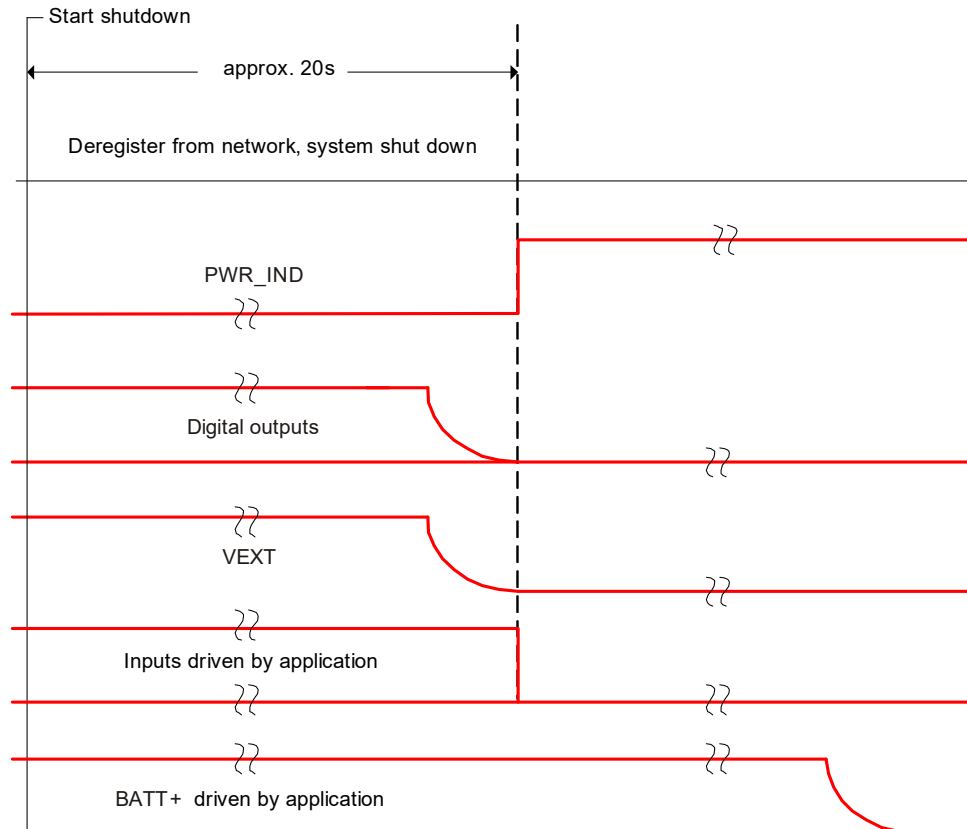 Start shutdown
approx. 20s
Deregister from network, system shut down
PWR_IND
Digital outputs
VEXT
Inputs driven by application
BATT+ driven by application